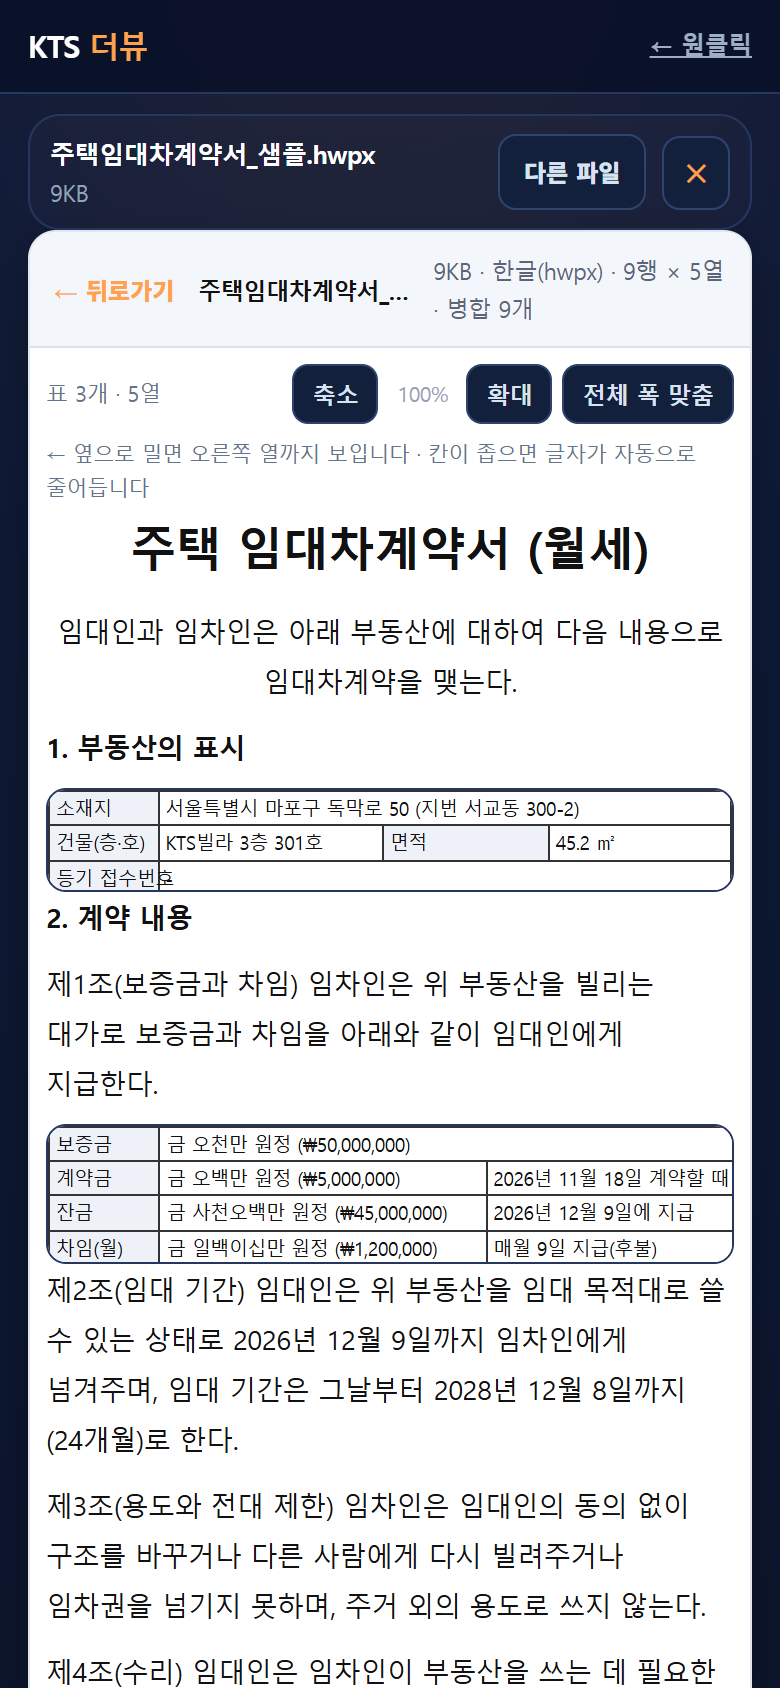 KTS 더뷰
← 원클릭
주택임대차계약서_샘플.hwpx
9KB
다른 파일
×
← 뒤로가기
주택임대차계약서_...
9KB · 한글(hwpx) · 9행 × 5열
· 병합 9개
표 3개 · 5열
축소
100%
확대
전체 폭 맞춤
← 옆으로 밀면 오른쪽 열까지 보입니다 · 칸이 좁으면 글자가 자동으로
줄어듭니다
주택 임대차계약서 (월세)
임대인과 임차인은 아래 부동산에 대하여 다음 내용으로
임대차계약을 맺는다.
1. 부동산의 표시
소재지 서울특별시 마포구 독막로 50 (지번 서교동 300-2)
건물(층·호) KTS빌라 3층 301호 면적 45.2 ㎡
등기 접수번호
2. 계약 내용
제1조(보증금과 차임) 임차인은 위 부동산을 빌리는
대가로 보증금과 차임을 아래와 같이 임대인에게
지급한다.
보증금 금 오천만 원정 (₩50,000,000)
계약금 금 오백만 원정 (₩5,000,000) 2026년 11월 18일 계약할 때
잔금 금 사천오백만 원정 (₩45,000,000) 2026년 12월 9일에 지급
차임(월) 금 일백이십만 원정 (₩1,200,000) 매월 9일 지급(후불)
제2조(임대 기간) 임대인은 위 부동산을 임대 목적대로 쓸
수 있는 상태로 2026년 12월 9일까지 임차인에게
넘겨주며, 임대 기간은 그날부터 2028년 12월 8일까지
(24개월)로 한다.
제3조(용도와 전대 제한) 임차인은 임대인의 동의 없이
구조를 바꾸거나 다른 사람에게 다시 빌려주거나
임차권을 넘기지 못하며, 주거 외의 용도로 쓰지 않는다.
제4조(수리) 임대인은 임차인이 부동산을 쓰는 데 필요한